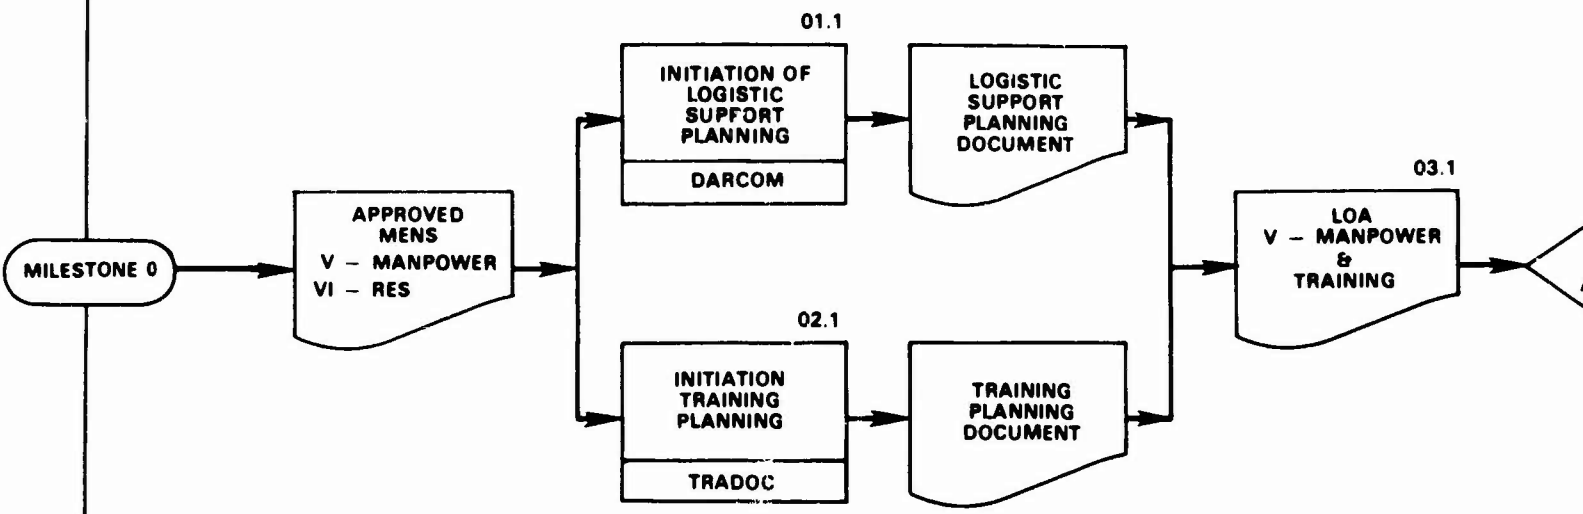 MILESTONE 0
APPROVED
MENS
V – MANPOWER
VI – RES
01.1
INITIATION OF
LOGISTIC
SUPPORT
PLANNING
DARCOM
LOGISTIC
SUPPORT
PLANNING
DOCUMENT
02.1
INITIATION
TRAINING
PLANNING
TRADOC
TRAINING
PLANNING
DOCUMENT
03.1
LOA
V – MANPOWER
&
TRAINING